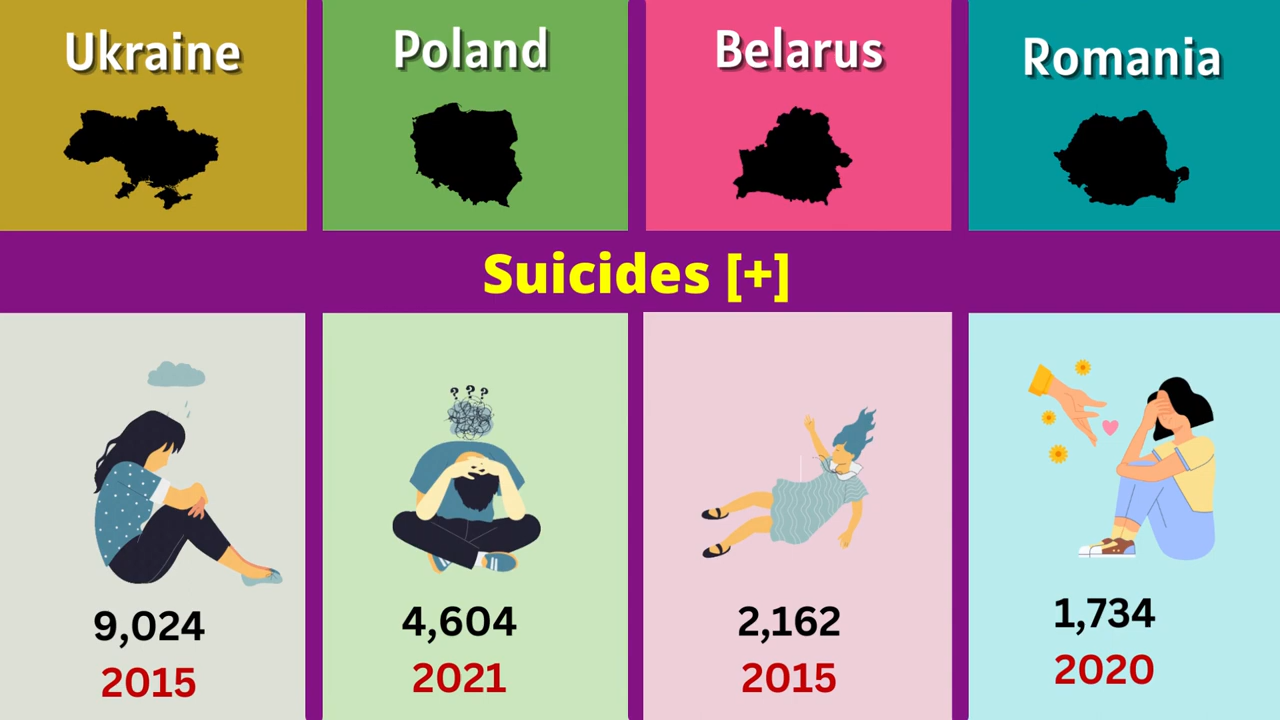 Ukraine
Poland
Belarus
Romania
Suicides [+]
? ? ?
9,024
2015
4,604
2021
2,162
2015
1,734
2020